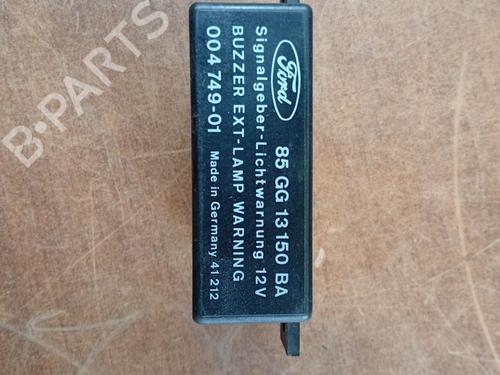 Ford
85 GG 13 150 BA
Signalgeber-Lichtwarnung 12V
BUZZER EXT-LAMP WARNING
004 749-01
Made in Germany 41 212
B-PARTS